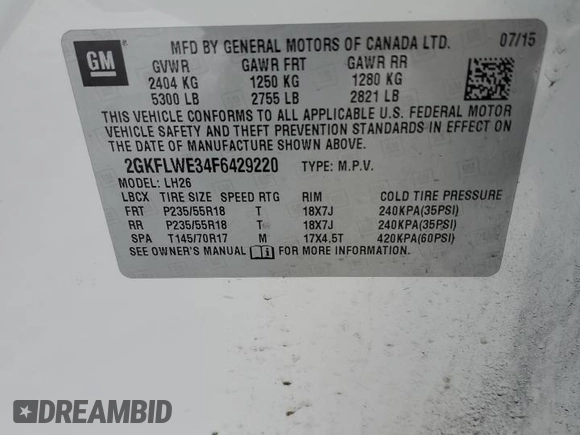 GM
MFD BY GENERAL MOTORS OF CANADA LTD. 07/15
GVWR GAWR FRT GAWR RR
2404 KG 1250 KG 1280 KG
5300 LB 2755 LB 2821 LB
THIS VEHICLE CONFORMS TO ALL APPLICABLE U.S. FEDERAL MOTOR
VEHICLE SAFETY AND THEFT PREVENTION STANDARDS IN EFFECT ON
THE DATE OF MANUFACTURE SHOWN ABOVE.
2GKFLWE34F6429220 TYPE: M.P.V.
MODEL: LH26
LBCX TIRE SIZE SPEED RTG RIM COLD TIRE PRESSURE
FRT P235/55R18 T 18X7J 240KPA(35PSI)
RR P235/55R18 T 18X7J 240KPA(35PSI)
SPA T145/70R17 M 17X4.5T 420KPA(60PSI)
SEE OWNER'S MANUAL FOR MORE INFORMATION
DREAMBID